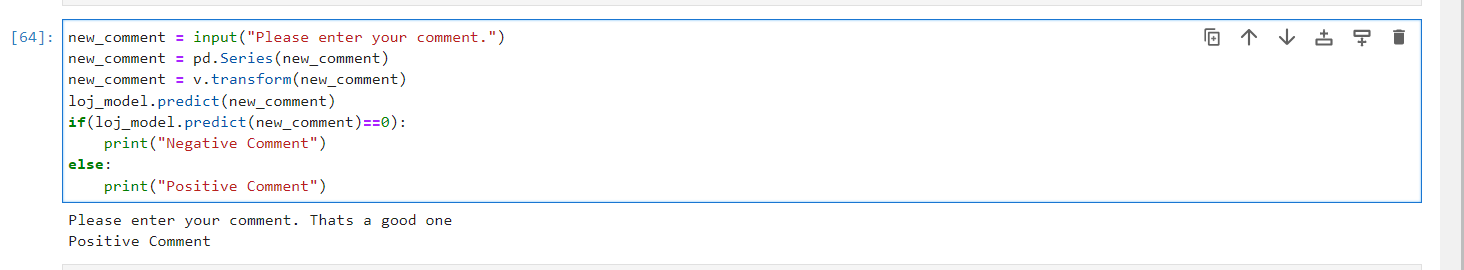 [64]:
new_comment = input("Please enter your comment.")
new_comment = pd.Series(new_comment)
new_comment = v.transform(new_comment)
loj_model.predict(new_comment)
if(loj_model.predict(new_comment)==0):
    print("Negative Comment")
else:
    print("Positive Comment")
Please enter your comment. Thats a good one
Positive Comment